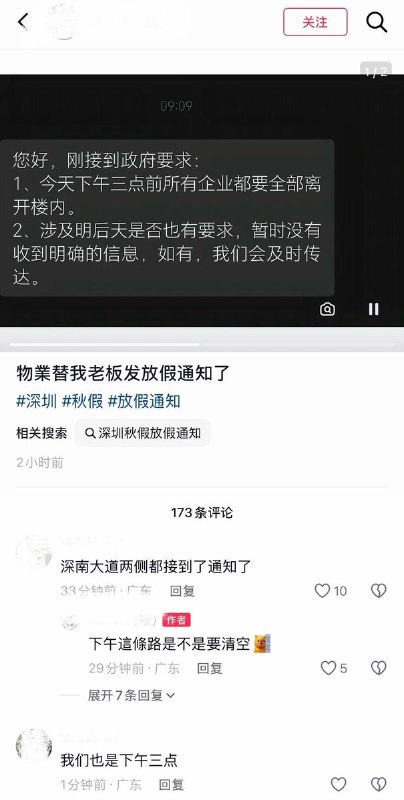 关注
1/2
09:09
您好，刚接到政府要求：
1、今天下午三点前所有企业都要全部离
开楼内。
2、涉及明后天是否也有要求，暂时没有
收到明确的信息，如有，我们会及时传
达。
物業替我老板发放假通知了
#深圳 #秋假 #放假通知
相关搜索 深圳秋假放假通知
2小时前
173条评论
深南大道两侧都接到了通知了
33分钟前·广东 回复 10
作者
下午這條路是不是要清空
29分钟前·广东 回复 5
展开7条回复
我们也是下午三点
1分钟前·广东 回复